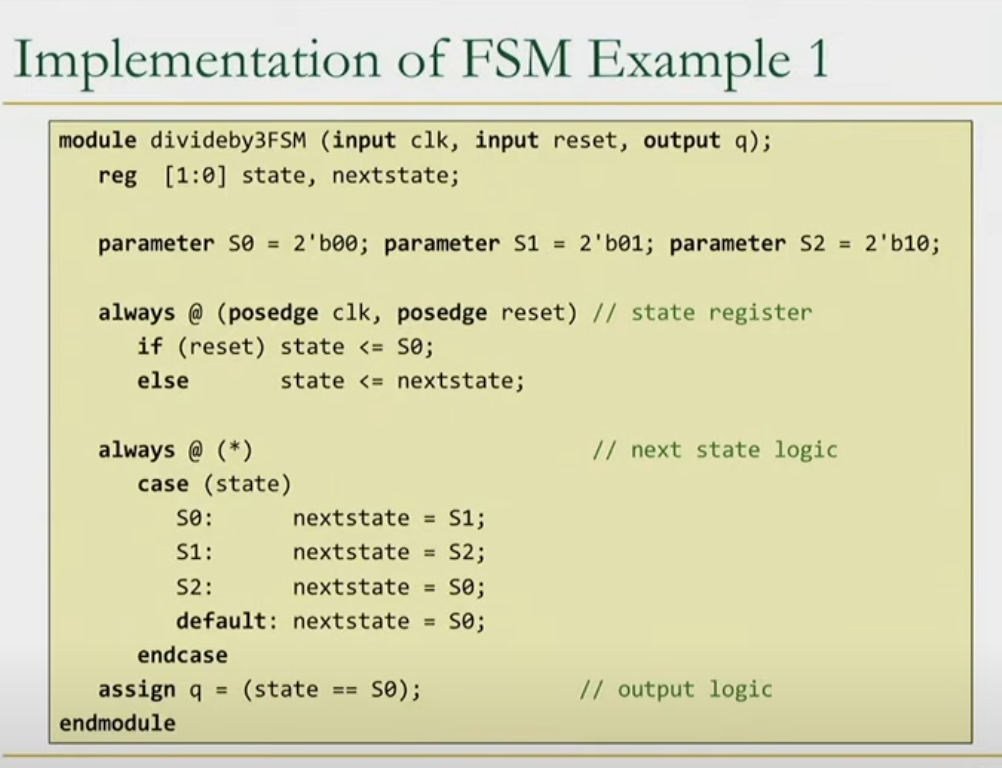 Implementation of FSM Example 1
module divideby3FSM (input clk, input reset, output q);
reg [1:0] state, nextstate;
parameter S0 = 2'b00; parameter S1 = 2'b01; parameter S2 = 2'b10;
always @ (posedge clk, posedge reset) // state register
if (reset) state <= S0;
else state <= nextstate;
always @ (*) // next state logic
case (state)
S0: nextstate = S1;
S1: nextstate = S2;
S2: nextstate = S0;
default: nextstate = S0;
endcase
assign q = (state == S0); // output logic
endmodule